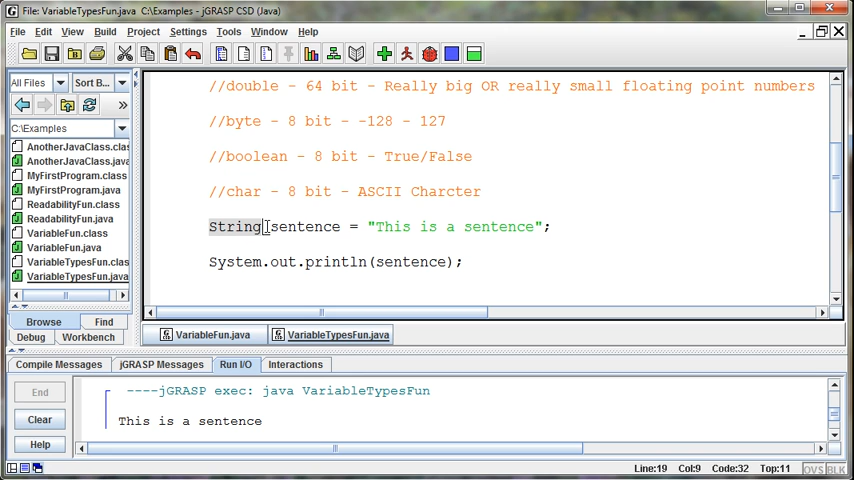 File: VariableTypesFun.java  C:\Examples - jGRASP CSD (Java)
File Edit View Build Project Settings Tools Window Help
All Files Sort B...
C:\Examples
AnotherJavaClass.clas
AnotherJavaClass.java
MyFirstProgram.class
MyFirstProgram.java
ReadabilityFun.class
ReadabilityFun.java
VariableFun.class
VariableFun.java
VariableTypesFun.clas
VariableTypesFun.java
Browse Find
Debug Workbench
//double - 64 bit - Really big OR really small floating point numbers
//byte - 8 bit - -128 - 127
//boolean - 8 bit - True/False
//char - 8 bit - ASCII Charcter
String sentence = "This is a sentence";
System.out.println(sentence);
VariableFun.java VariableTypesFun.java
Compile Messages jGRASP Messages Run I/O Interactions
End
Clear
Help
----jGRASP exec: java VariableTypesFun
This is a sentence
Line:19 Col:9 Code:32 Top:11 OVS BLK